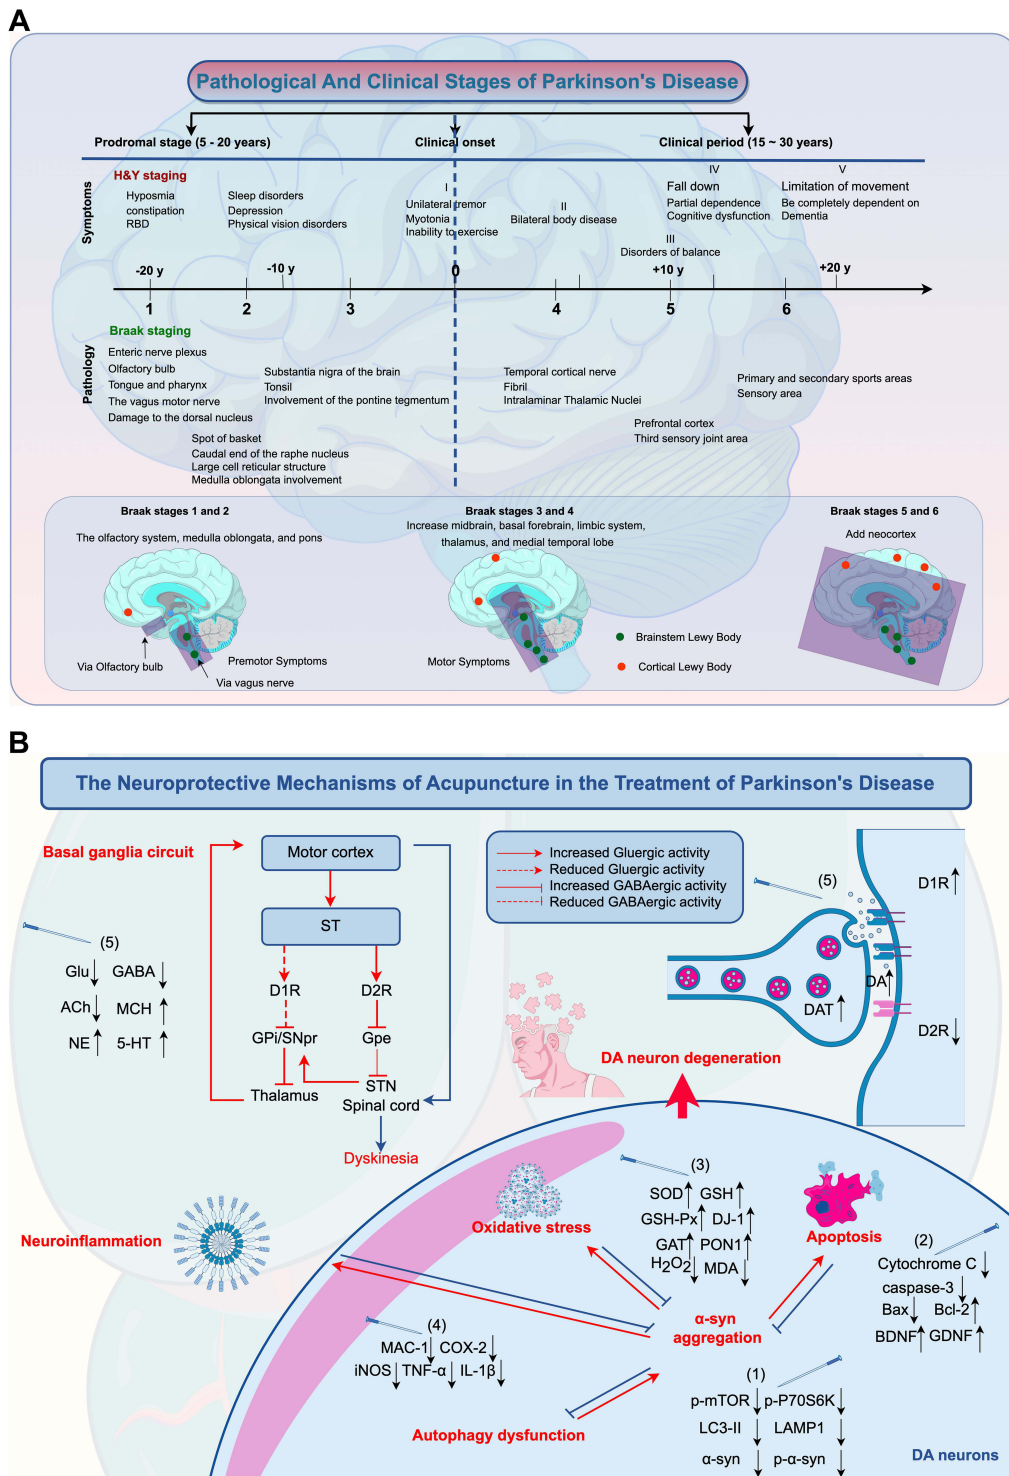 A
Pathological And Clinical Stages of Parkinson's Disease
Prodromal stage (5 - 20 years)
Clinical onset
Clinical period (15 ~ 30 years)
Symptoms
H&Y staging
Hyposmia
constipation
RBD
Sleep disorders
Depression
Physical vision disorders
I
Unilateral tremor
Myotonia
Inability to exercise
II
Bilateral body disease
III
Disorders of balance
IV
Fall down
Partial dependence
Cognitive dysfunction
V
Limitation of movement
Be completely dependent on
Dementia
-20 y
-10 y
0
+10 y
+20 y
1
2
3
4
5
6
Pathology
Braak staging
Enteric nerve plexus
Olfactory bulb
Tongue and pharynx
The vagus motor nerve
Damage to the dorsal nucleus
Spot of basket
Caudal end of the raphe nucleus
Large cell reticular structure
Medulla oblongata involvement
Substantia nigra of the brain
Tonsil
Involvement of the pontine tegmentum
Temporal cortical nerve
Fibril
Intralaminar Thalamic Nuclei
Prefrontal cortex
Third sensory joint area
Primary and secondary sports areas
Sensory area
Braak stages 1 and 2
The olfactory system, medulla oblongata, and pons
Via Olfactory bulb
Premotor Symptoms
Via vagus nerve
Braak stages 3 and 4
Increase midbrain, basal forebrain, limbic system,
thalamus, and medial temporal lobe
Motor Symptoms
Brainstem Lewy Body
Cortical Lewy Body
Braak stages 5 and 6
Add neocortex
B
The Neuroprotective Mechanisms of Acupuncture in the Treatment of Parkinson's Disease
Basal ganglia circuit
Motor cortex
ST
D1R
D2R
GPi/SNpr
Gpe
Thalamus
STN
Spinal cord
Dyskinesia
(5)
Glu
GABA
ACh
MCH
NE
5-HT
Increased Gluergic activity
Reduced Gluergic activity
Increased GABAergic activity
Reduced GABAergic activity
(5)
D1R
DA
DAT
D2R
DA neuron degeneration
Neuroinflammation
Oxidative stress
(3)
SOD
GSH
GSH-Px
DJ-1
GAT
PON1
H2O2
MDA
Apoptosis
(2)
Cytochrome C
caspase-3
Bax
Bcl-2
BDNF
GDNF
α-syn
aggregation
(4)
MAC-1
COX-2
iNOS
TNF-α
IL-1β
Autophagy dysfunction
(1)
p-mTOR
p-P70S6K
LC3-II
LAMP1
α-syn
p-α-syn
DA neurons